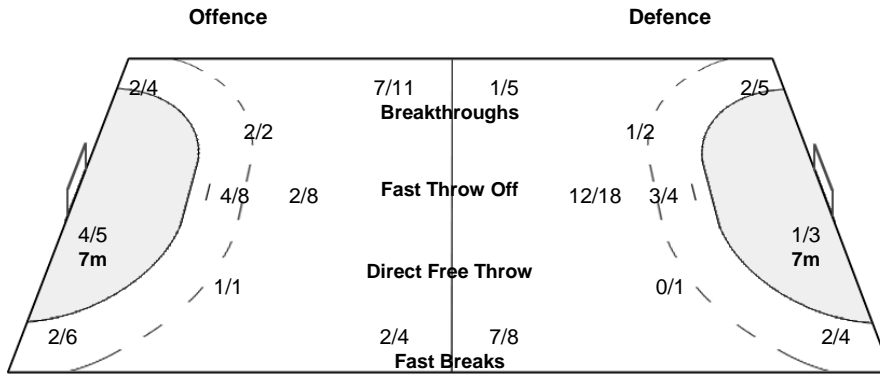 Offence Defence
2/4 7/11 1/5 2/5
Breakthroughs
2/2 1/2
4/8 2/8 Fast Throw Off 12/18 3/4
4/5 1/3
7m 7m
Direct Free Throw
1/1 0/1
2/6 2/4 7/8 2/4
Fast Breaks